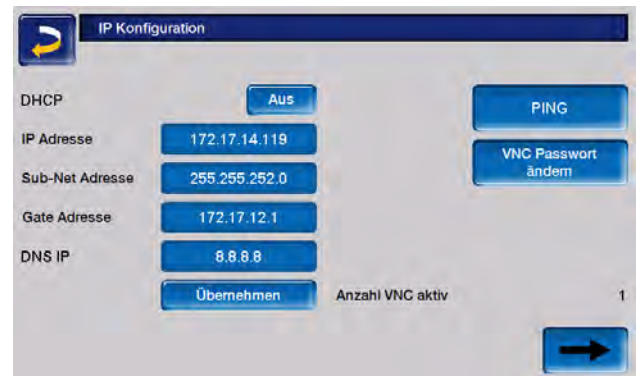 IP Konfiguration
DHCP
Aus
PING
IP Adresse
172.17.14.119
VNC Passwort
ändern
Sub-Net Adresse
255.255.252.0
Gate Adresse
172.17.12.1
DNS IP
8.8.8.8
Übernehmen
Anzahl VNC aktiv
1